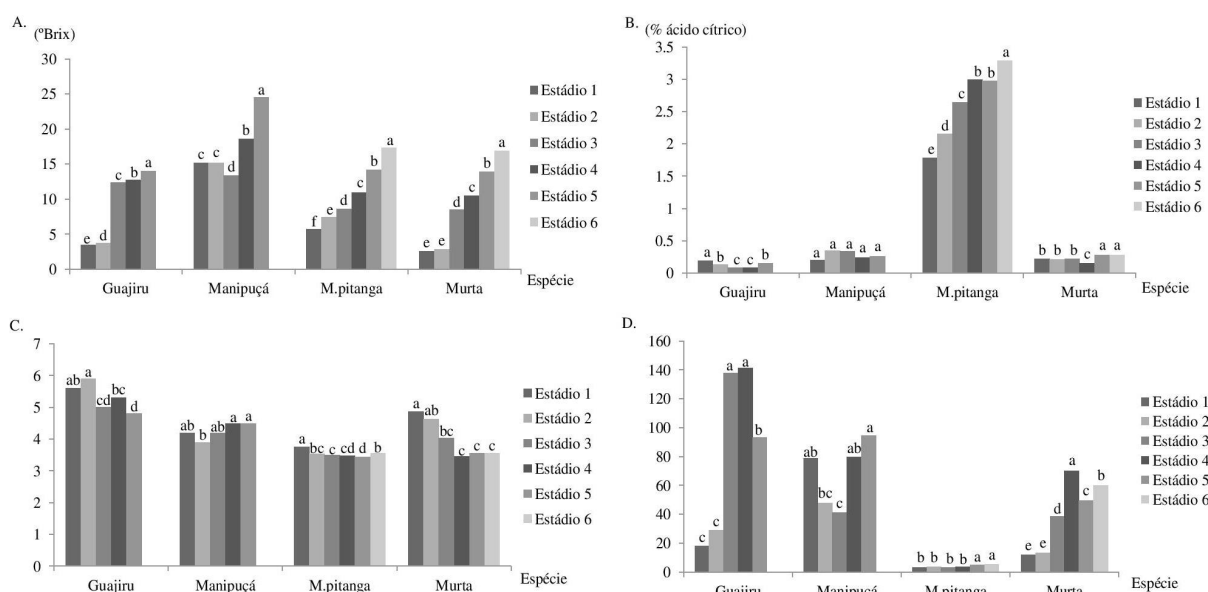 A.
(ºBrix)
30
25
20
15
10
5
0
e d c b a
c c d b a
f e d c b a
e e d c b a
Guajiru Manipuçá M.pitanga Murta
Espécie
Estádio 1
Estádio 2
Estádio 3
Estádio 4
Estádio 5
Estádio 6
B.
(% ácido cítrico)
3.5
3
2.5
2
1.5
1
0.5
0
a b c c b
a a a a a
e d c b b a
b b b c a a
Guajiru Manipuçá M.pitanga Murta
Espécie
Estádio 1
Estádio 2
Estádio 3
Estádio 4
Estádio 5
Estádio 6
C.
7
6
5
4
3
2
1
0
ab a cd bc d
ab b ab a a
a bc c cd d b
a ab bc c c c
Guajiru Manipuçá M.pitanga Murta
Espécie
Estádio 1
Estádio 2
Estádio 3
Estádio 4
Estádio 5
Estádio 6
D.
160
140
120
100
80
60
40
20
0
c c a a b
ab bc c ab a
b b b b a a
e e d a c b
Guajiru Manipuçá M.pitanga Murta
Espécie
Estádio 1
Estádio 2
Estádio 3
Estádio 4
Estádio 5
Estádio 6